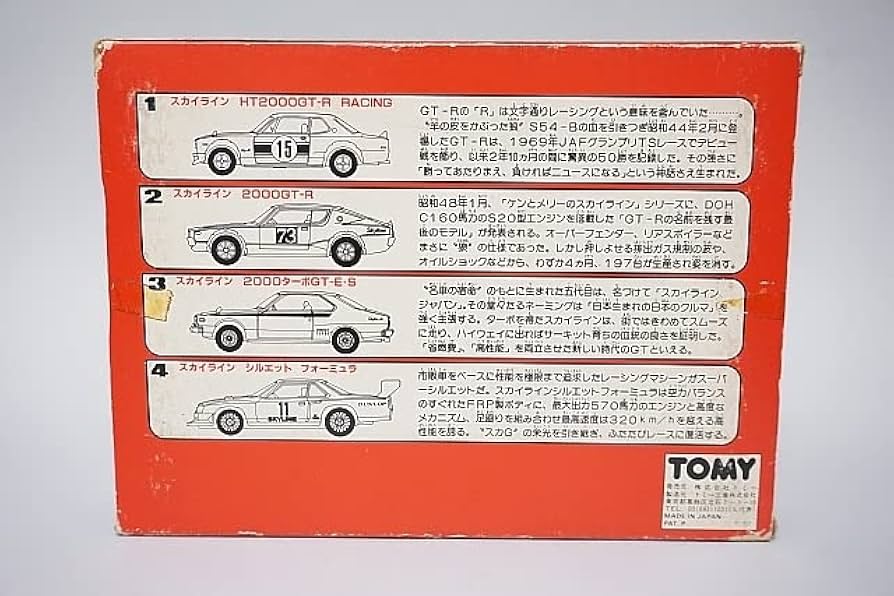 1 スカイライン HT2000GT-R RACING
GT-Rの「R」は文字通りレーシングという意味を含んでいた………。
〝羊の皮をかぶった狼〟S54-Bの血を引きつぎ昭和44年2月に登
場したGT-Rは、1969年JAFグランプリTSレースでデビュー
戦を飾り、以来2年10ヵ月の間に驚異の50勝を記録した。その強さに
「勝ってあたりまえ、負ければニュースになる」という神話さえ生まれた。
15
2 スカイライン 2000GT-R
昭和48年1月、「ケンとメリーのスカイライン」シリーズに、DOH
C160馬力のS20型エンジンを搭載した「GT-Rの名前を残す最
後のモデル」が発表される。オーバーフェンダー、リアスポイラーなど
まさに〝狼〟の仕様であった。しかし押しよせる排出ガス規制の波や、
オイルショックなどから、わずか4ヵ月、197台が生産され姿を消す。
73
3 スカイライン 2000ターボGT-E・S
〝名車の宿命〟のもとに生まれた五代目は、名づけて「スカイライン
ジャパン」。その堂々たるネーミングは「日本生まれの日本のクルマ」を
強く主張する。ターボを得たスカイラインは、街ではきわめてスムーズ
に走り、ハイウェイに出ればサーキット育ちの血統の良さを証明した。
「省燃費」、「高性能」を両立させた新しい時代のGTといえる。
4 スカイライン シルエット フォーミュラ
市販車をベースに性能を極限まで追求したレーシングマシーンがスーパ
ーシルエットだ。スカイラインシルエットフォーミュラは空力バランス
のすぐれたFRP製ボディに、最大出力570馬力のエンジンと高度な
メカニズム、足廻りを組み合わせ最高速度は320km/hを超える高
性能を誇る。〝スカG〟の栄光を引き継ぎ、ふたたびレースに復活する。
11
SKYLINE
DUNLOP
TOMY
発売元 株式会社トミー
製造元 トミー工業株式会社
MADE IN JAPAN
PAT. P.